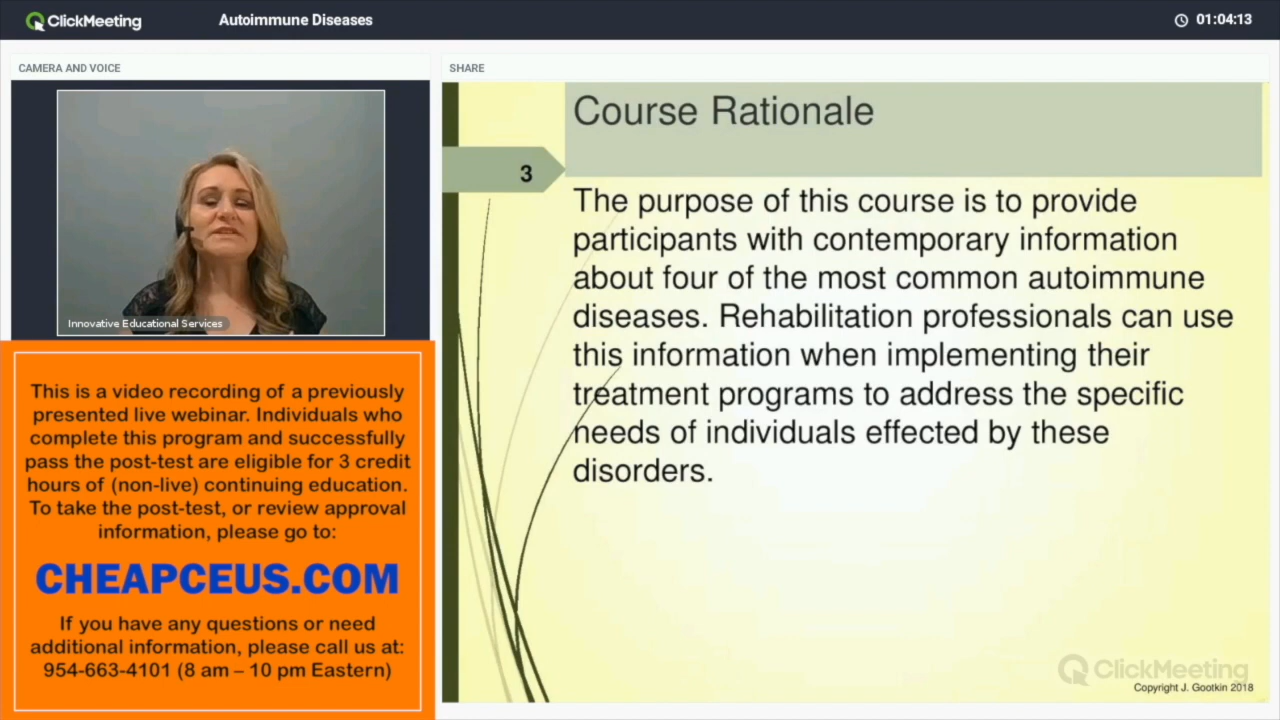 ClickMeeting
Autoimmune Diseases
01:04:13
CAMERA AND VOICE
Innovative Educational Services
This is a video recording of a previously
presented live webinar. Individuals who
complete this program and successfully
pass the post-test are eligible for 3 credit
hours of (non-live) continuing education.
To take the post-test, or review approval
information, please go to:
CHEAPCEUS.COM
If you have any questions or need
additional information, please call us at:
954-663-4101 (8 am – 10 pm Eastern)
SHARE
Course Rationale
3
The purpose of this course is to provide
participants with contemporary information
about four of the most common autoimmune
diseases. Rehabilitation professionals can use
this information when implementing their
treatment programs to address the specific
needs of individuals effected by these
disorders.
ClickMeeting
Copyright J. Gootkin 2018